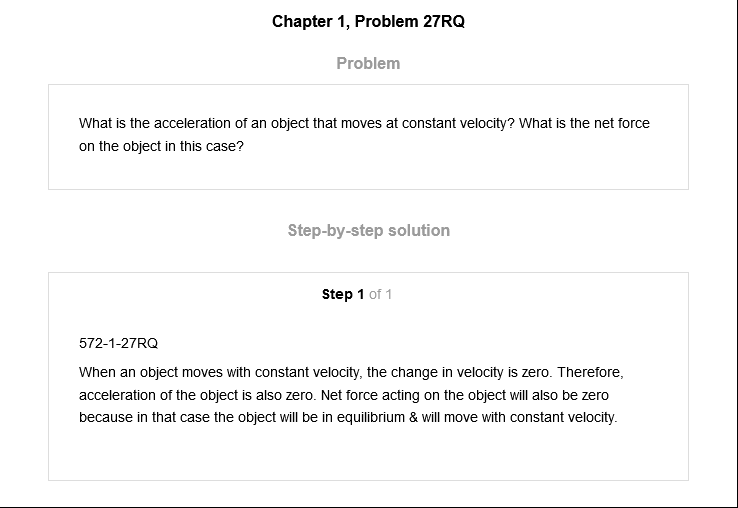 Chapter 1, Problem 27RQ
Problem
What is the acceleration of an object that moves at constant velocity? What is the net force
on the object in this case?
Step-by-step solution
Step 1 of 1
572-1-27RQ
When an object moves with constant velocity, the change in velocity is zero. Therefore,
acceleration of the object is also zero. Net force acting on the object will also be zero
because in that case the object will be in equilibrium & will move with constant velocity.